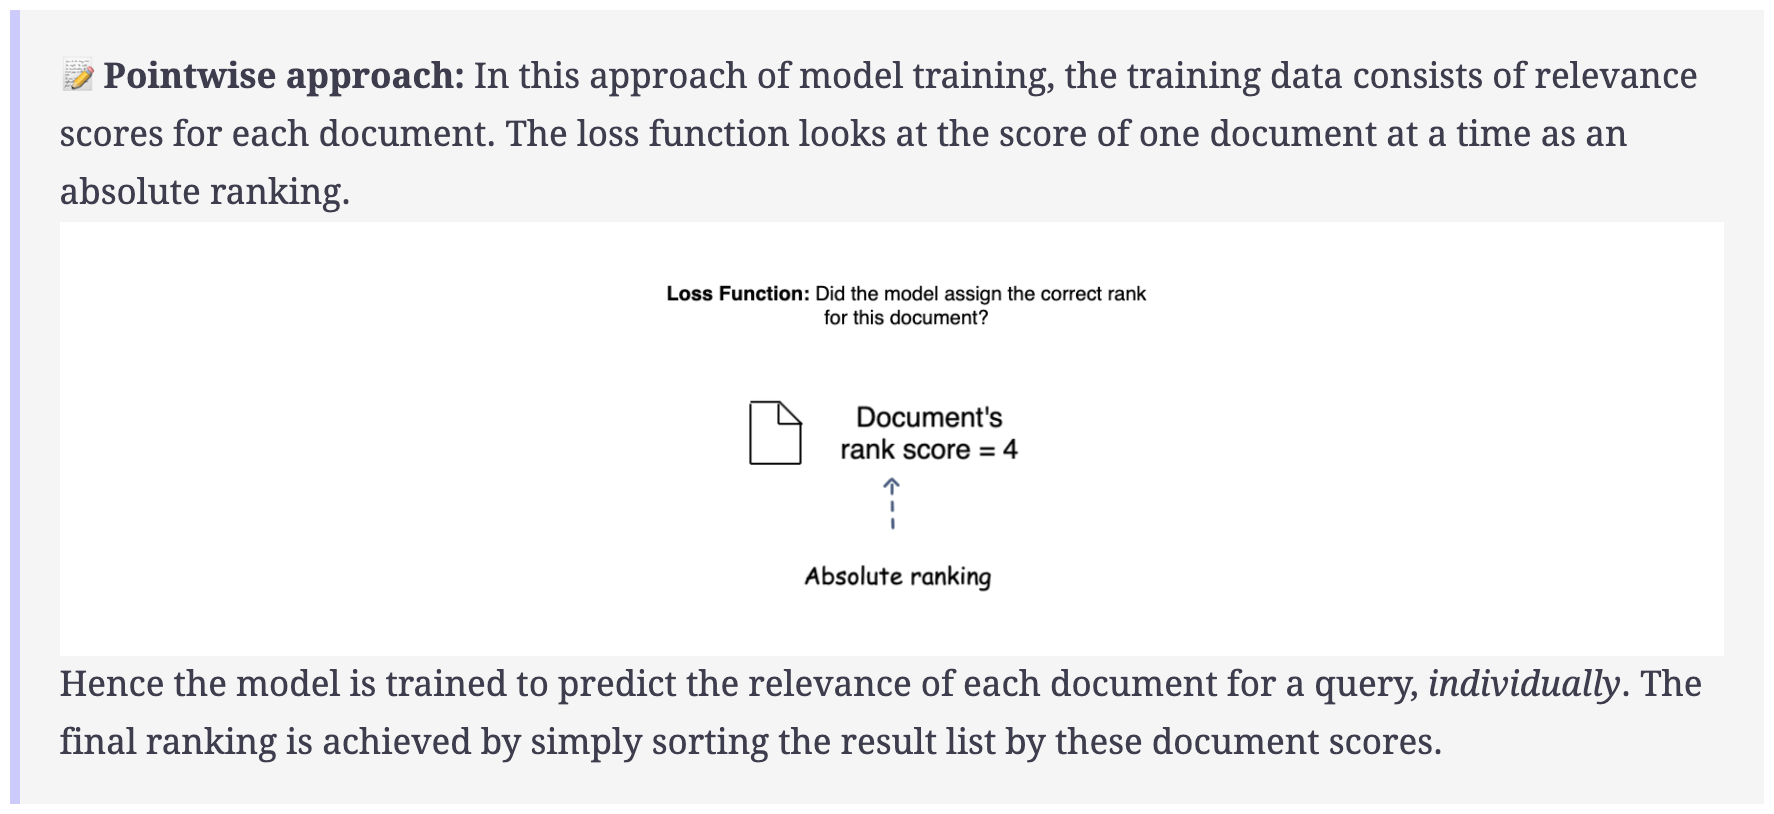 📝 Pointwise approach: In this approach of model training, the training data consists of relevance
scores for each document. The loss function looks at the score of one document at a time as an
absolute ranking.
Loss Function: Did the model assign the correct rank
for this document?
Document's
rank score = 4
Absolute ranking
Hence the model is trained to predict the relevance of each document for a query, individually. The
final ranking is achieved by simply sorting the result list by these document scores.